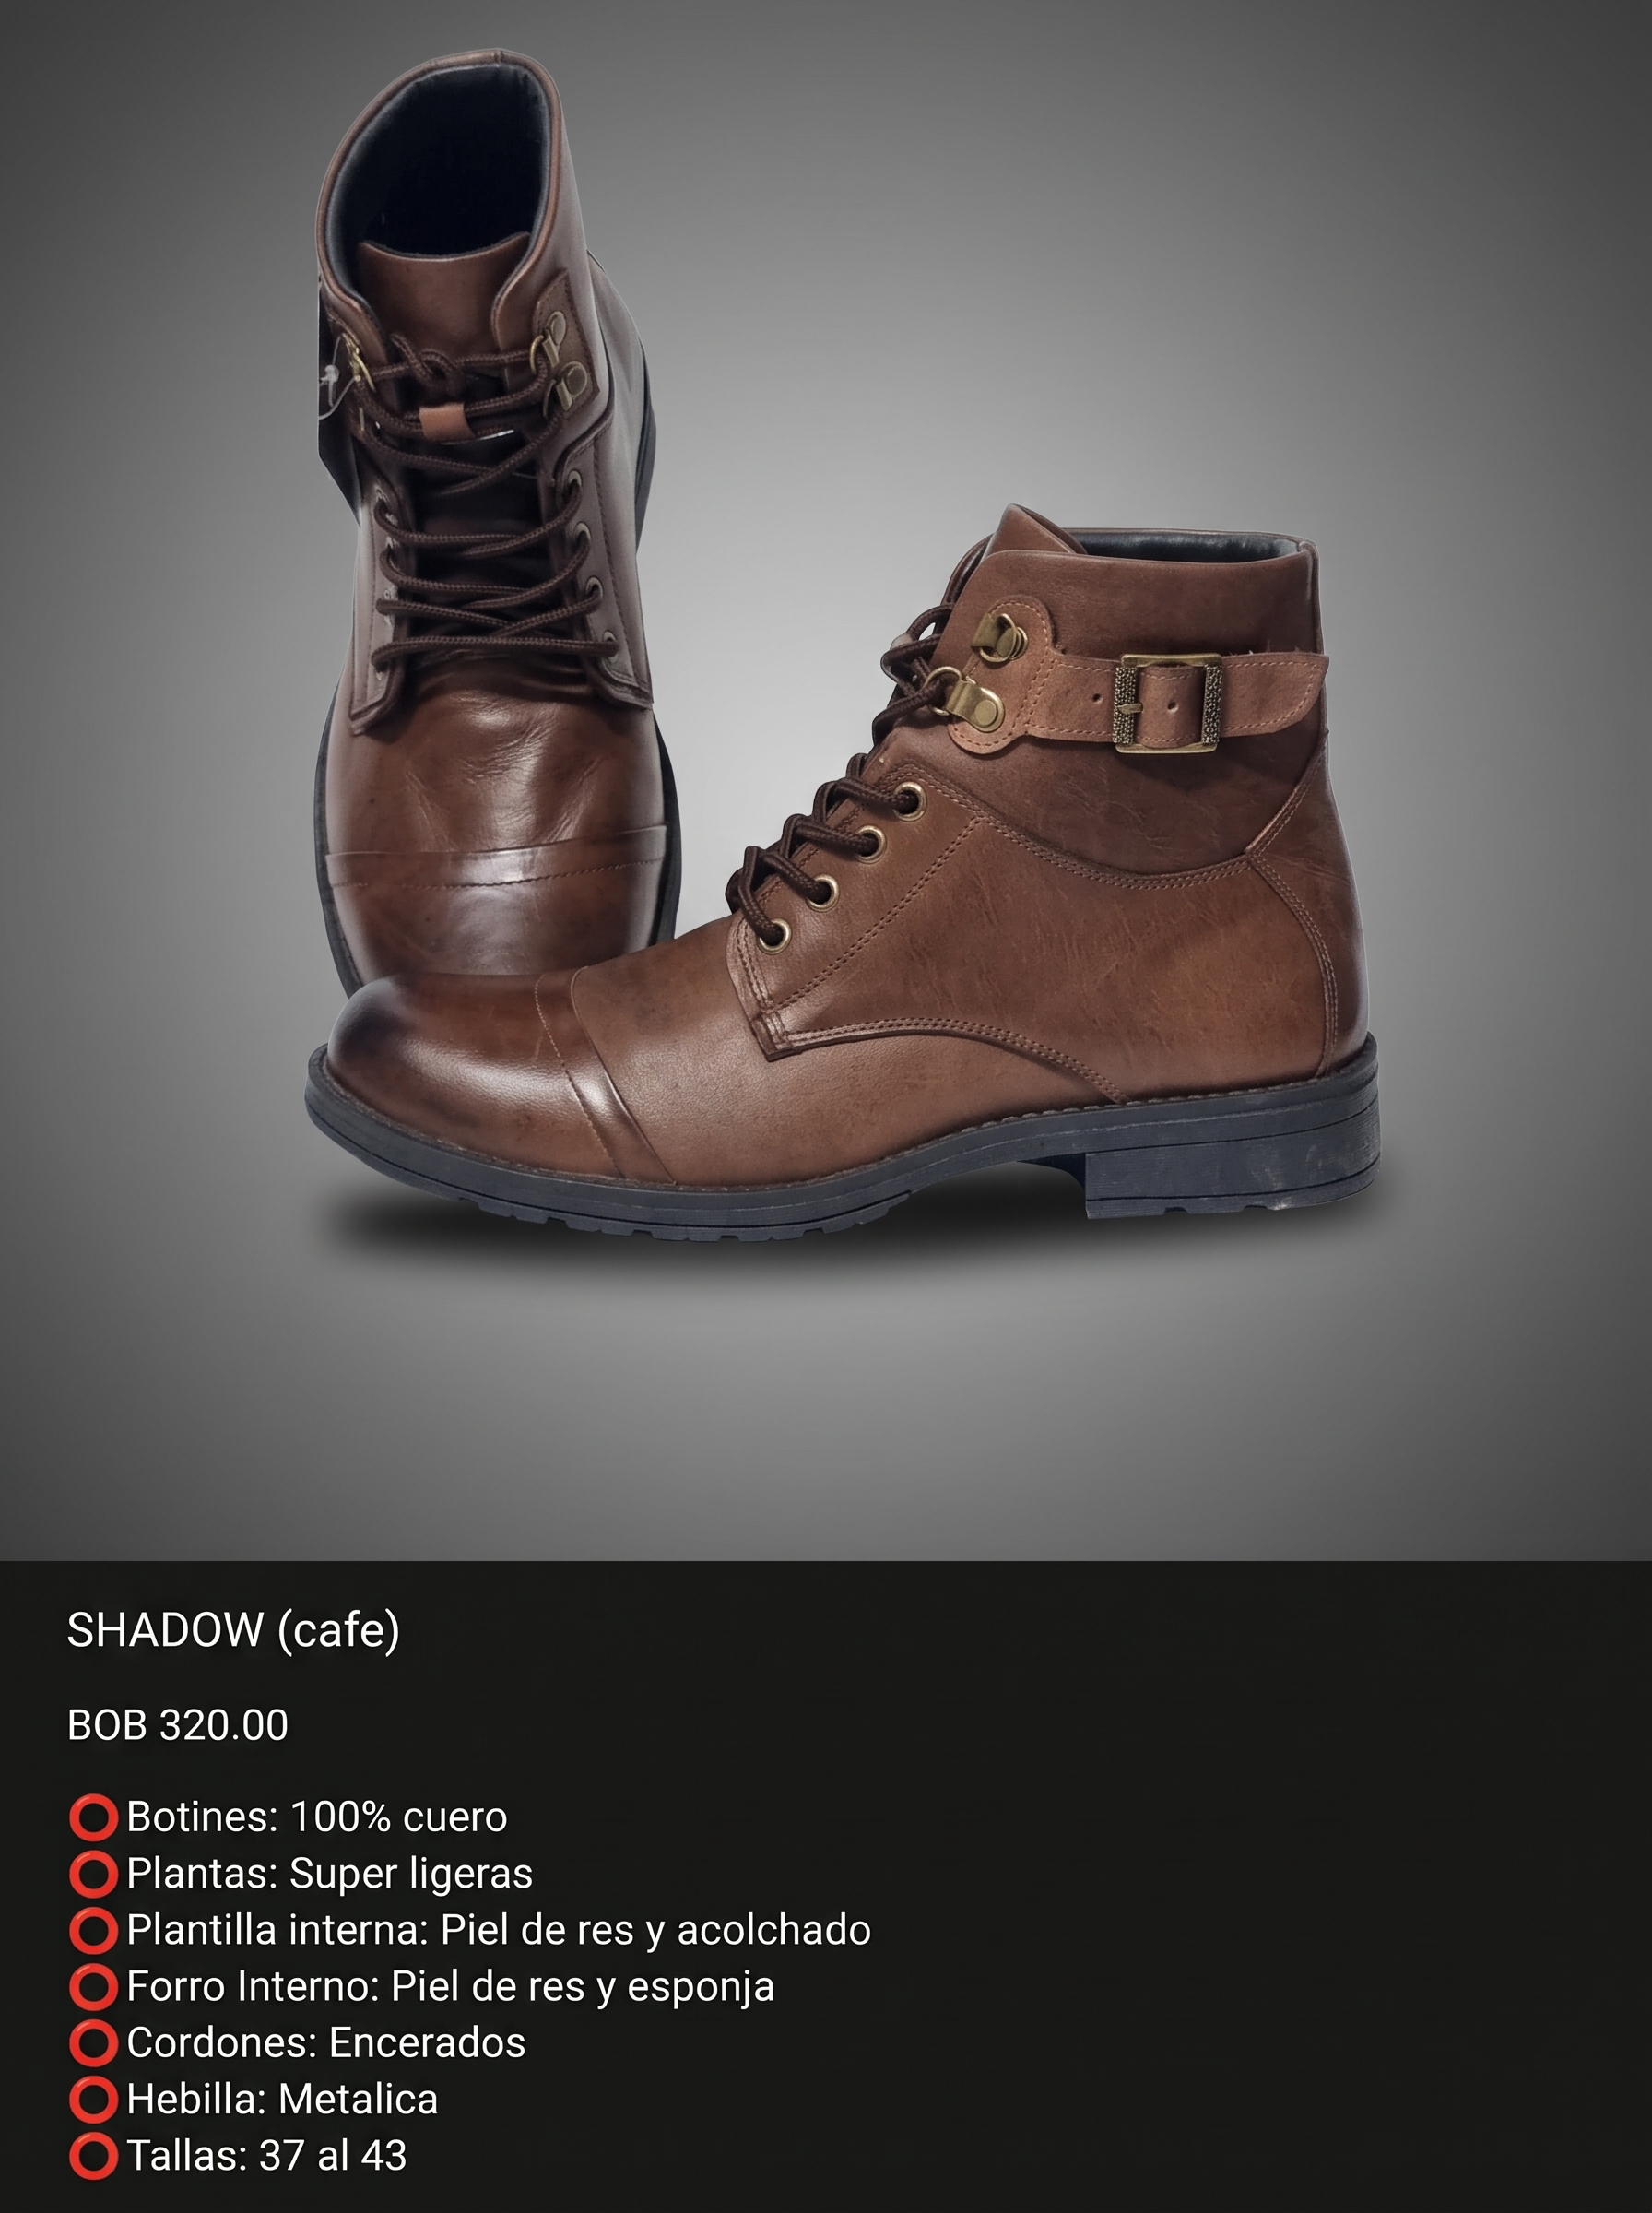 SHADOW (cafe)
BOB 320.00
⭕Botines: 100% cuero
⭕Plantas: Super ligeras
⭕Plantilla interna: Piel de res y acolchado
⭕Forro Interno: Piel de res y esponja
⭕Cordones: Encerados
⭕Hebilla: Metalica
⭕Tallas: 37 al 43